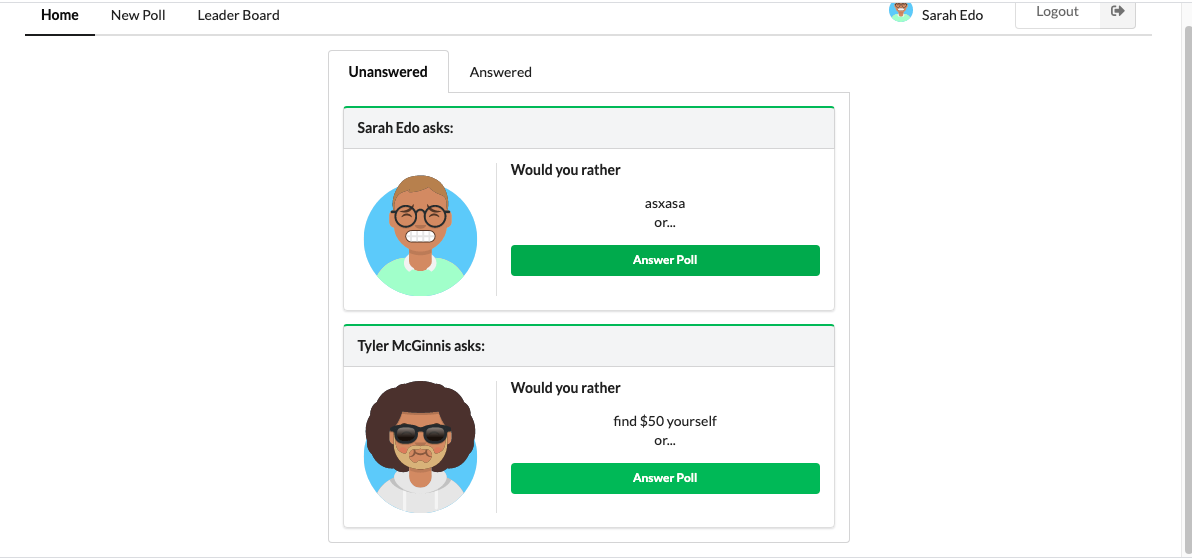 Home New Poll Leader Board Sarah Edo Logout
Unanswered Answered
Sarah Edo asks:
Would you rather
asxasa
or...
Answer Poll
Tyler McGinnis asks:
Would you rather
find $50 yourself
or...
Answer Poll